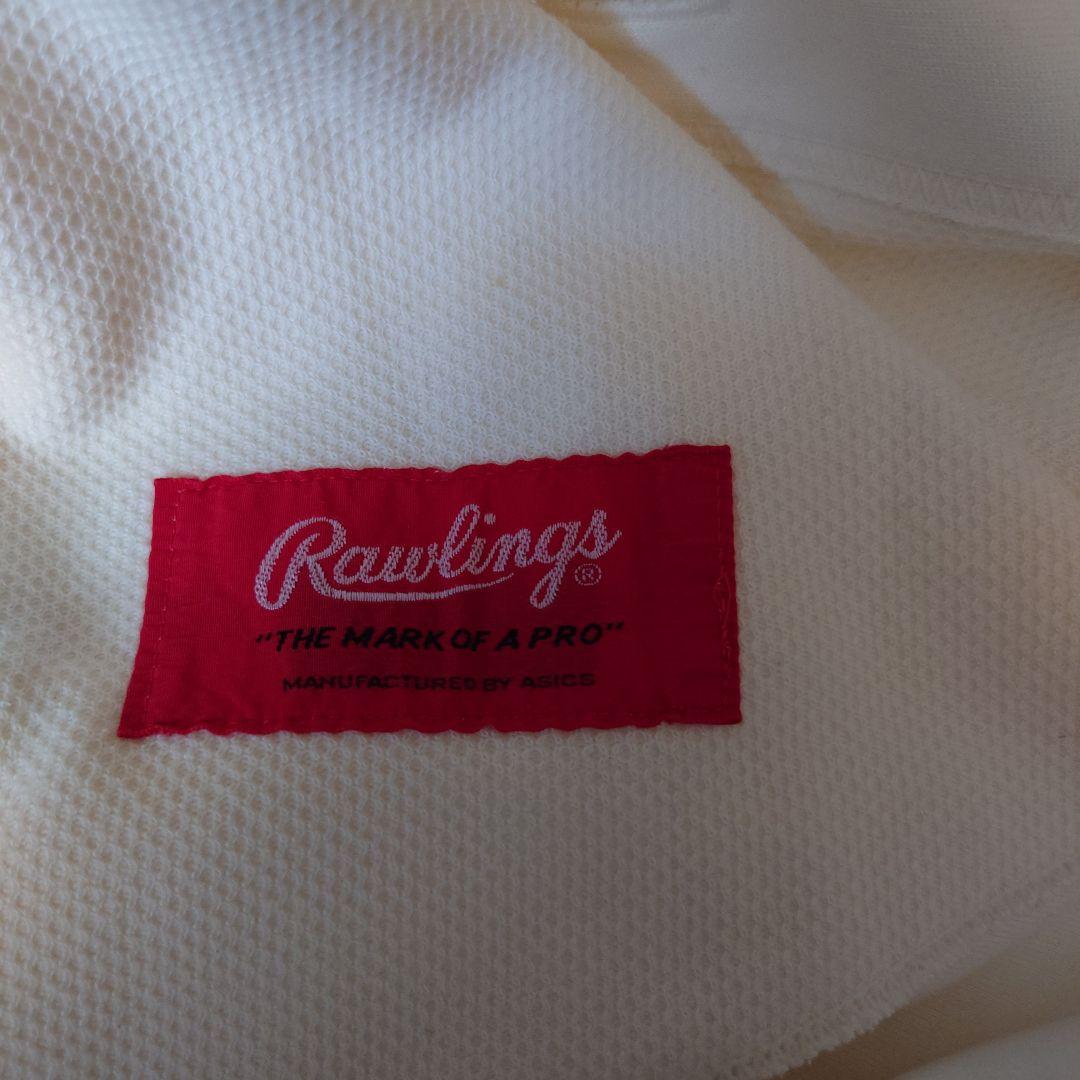 Rawlings®
"THE MARK OF A PRO"
MANUFACTURED BY ASICS